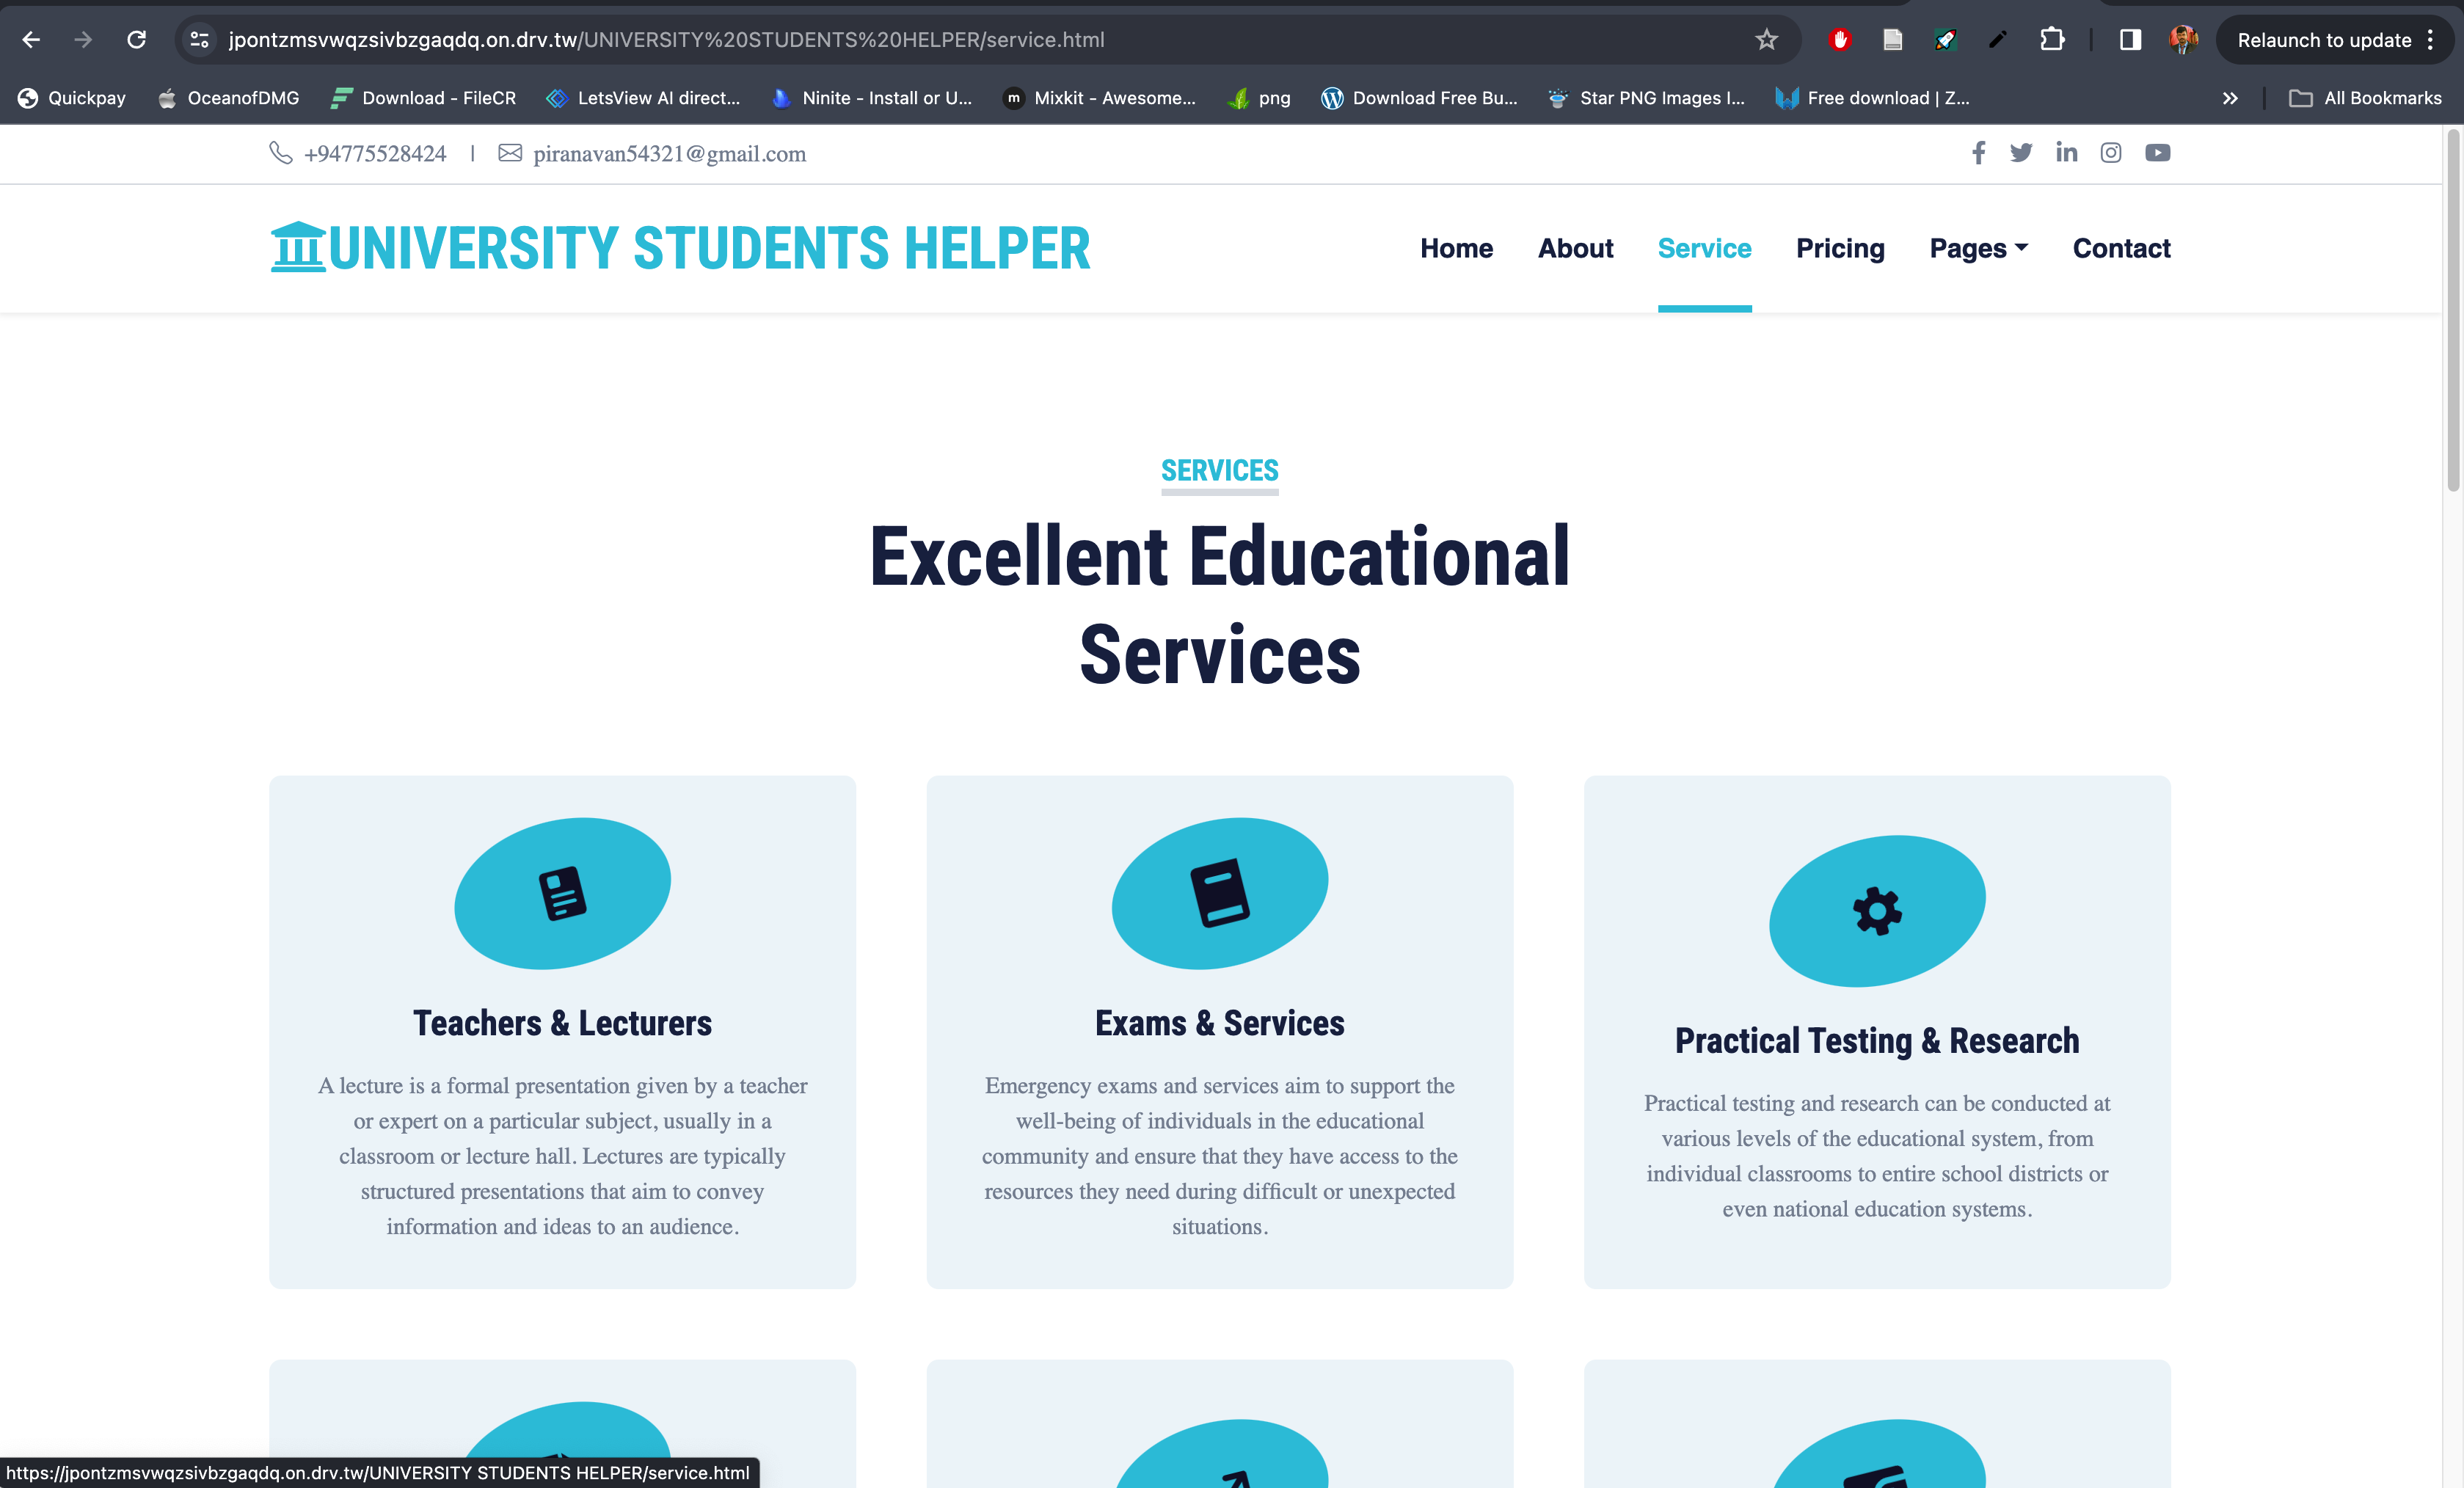 jpontzmsvwqzsivbzgaqdq.on.drv.tw/UNIVERSITY%20STUDENTS%20HELPER/service.html
Relaunch to update
Quickpay
OceanofDMG
Download - FileCR
LetsView AI direct...
Ninite - Install or U...
m
Mixkit - Awesome...
png
Download Free Bu...
Star PNG Images I...
Free download | Z...
All Bookmarks
+94775528424 | piranavan54321@gmail.com
UNIVERSITY STUDENTS HELPER
Home
About
Service
Pricing
Pages
Contact
SERVICES
Excellent Educational
Services
Teachers & Lecturers
A lecture is a formal presentation given by a teacher
or expert on a particular subject, usually in a
classroom or lecture hall. Lectures are typically
structured presentations that aim to convey
information and ideas to an audience.
Exams & Services
Emergency exams and services aim to support the
well-being of individuals in the educational
community and ensure that they have access to the
resources they need during difficult or unexpected
situations.
Practical Testing & Research
Practical testing and research can be conducted at
various levels of the educational system, from
individual classrooms to entire school districts or
even national education systems.
https://jpontzmsvwqzsivbzgaqdq.on.drv.tw/UNIVERSITY STUDENTS HELPER/service.html